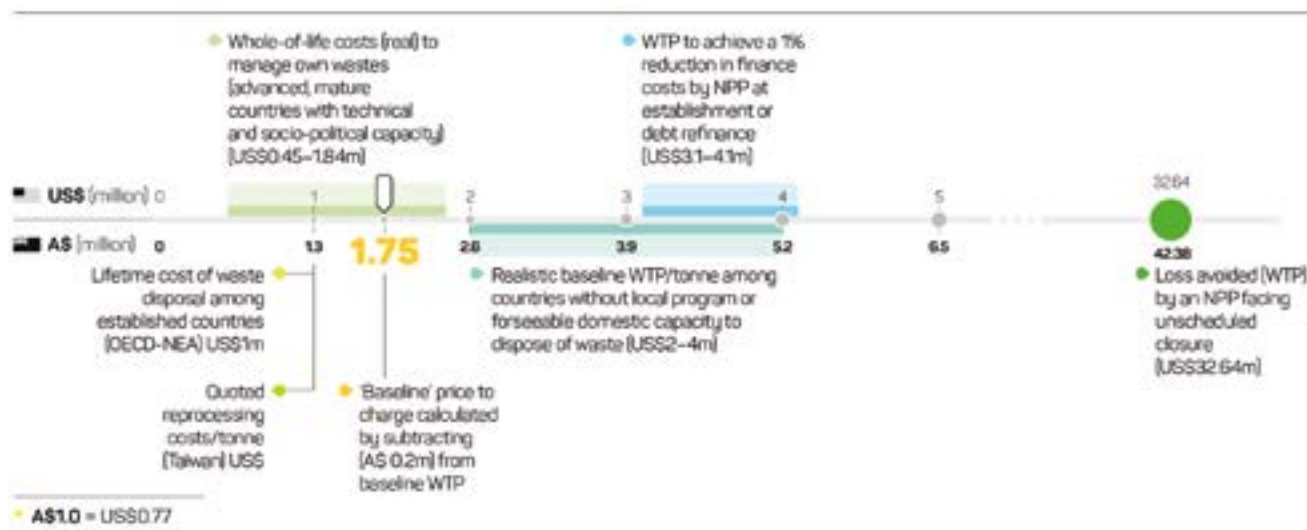 Whole-of-life costs (real) to
manage own wastes
(advanced, mature
countries with technical
and socio-political capacity)
(US$0.45–1.84m)
WTP to achieve a 1%
reduction in finance
costs by NPP at
establishment or
debt refinance
(US$3.1–4.1m)
US$ (million) 0 1 2 3 4 5 3264
A$ (million) 0 1.3 1.75 2.6 3.9 5.2 6.5 42.38
Lifetime cost of waste
disposal among
established countries
(OECD-NEA) US$1m
Realistic baseline WTP/tonne among
countries without local program or
forseeable domestic capacity to
dispose of waste (US$2–4m)
Loss avoided (WTP)
by an NPP facing
unscheduled
closure
(US$32.64m)
Quoted
reprocessing
costs/tonne
(Taiwan) US$
'Baseline' price to
charge calculated
by subtracting
(A$ 0.2m) from
baseline WTP
A$1.0 = US$0.77